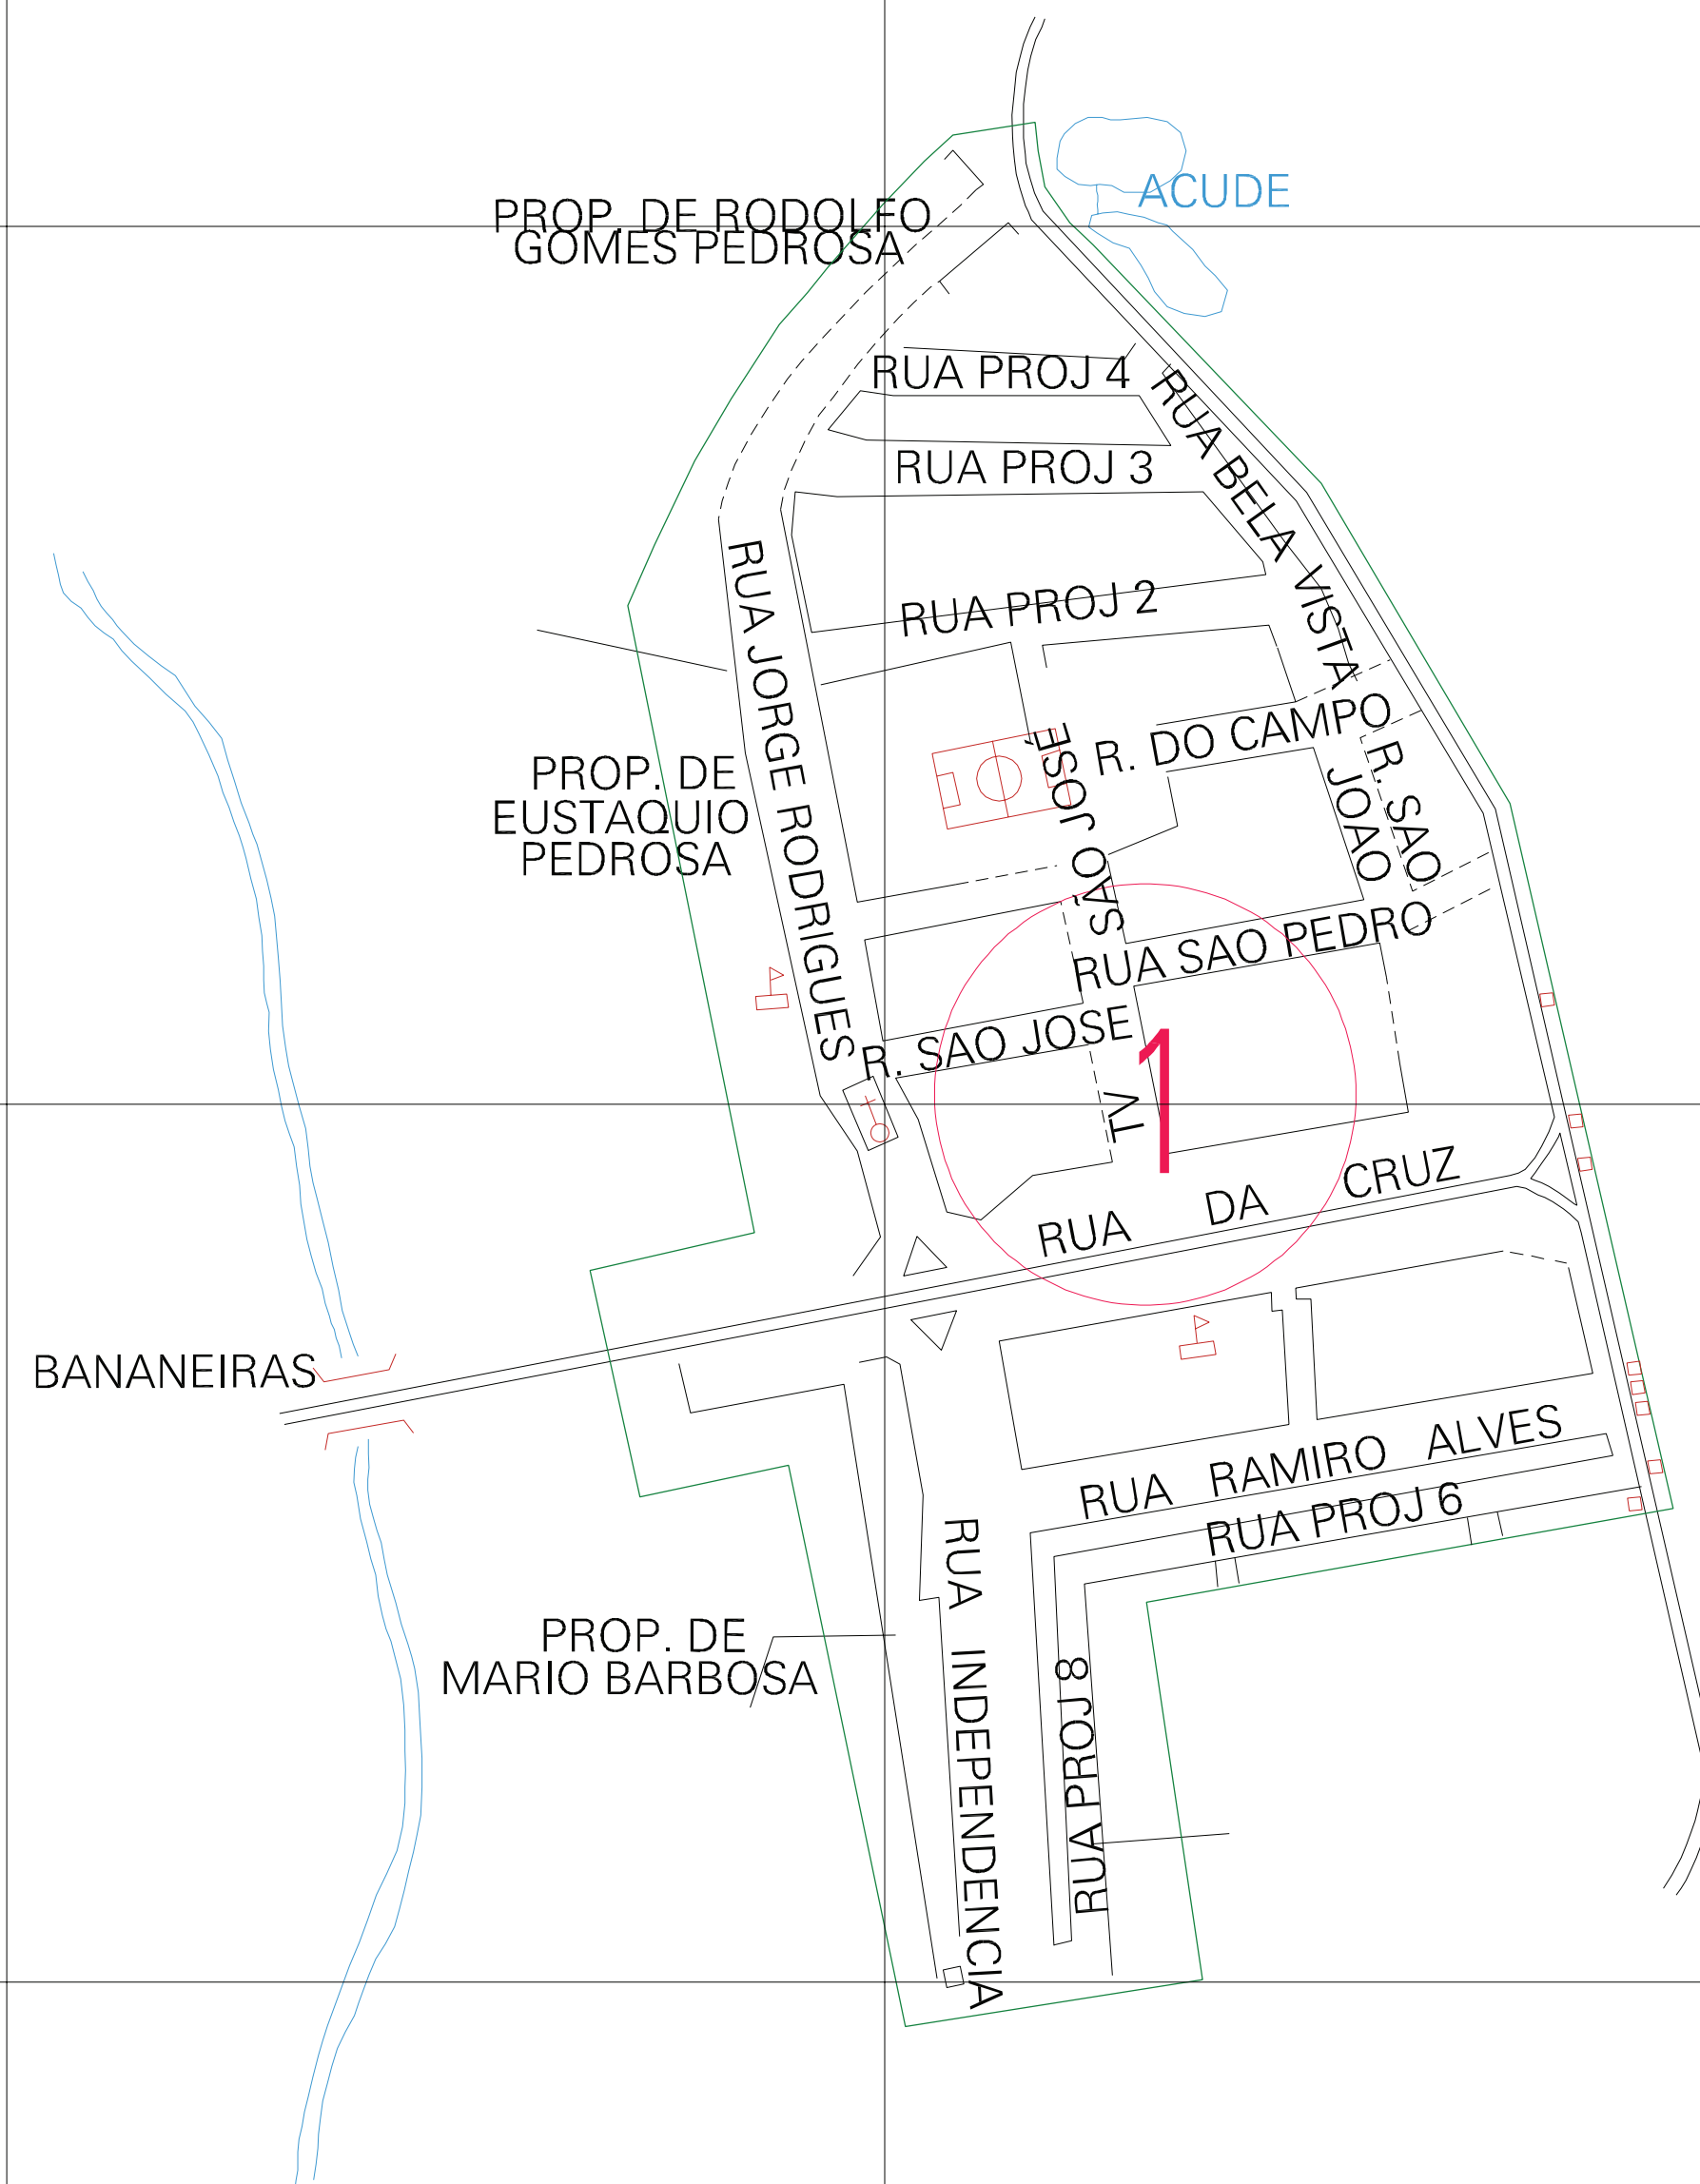 ACUDE
PROP. DE RODOLFO
GOMES PEDROSA
RUA PROJ 4
RUA BELA VISTA
RUA PROJ 3
RUA JORGE RODRIGUES
RUA PROJ 2
R. DO CAMPO
SÃO JOSÉ
R. SAO
JOAO
PROP. DE
EUSTAQUIO
PEDROSA
RUA SAO PEDRO
R. SAO JOSE
TV
1
RUA DA CRUZ
BANANEIRAS
RUA RAMIRO ALVES
RUA PROJ 6
RUA INDEPENDENCIA
PROP. DE
MARIO BARBOSA
RUA PROJ 8